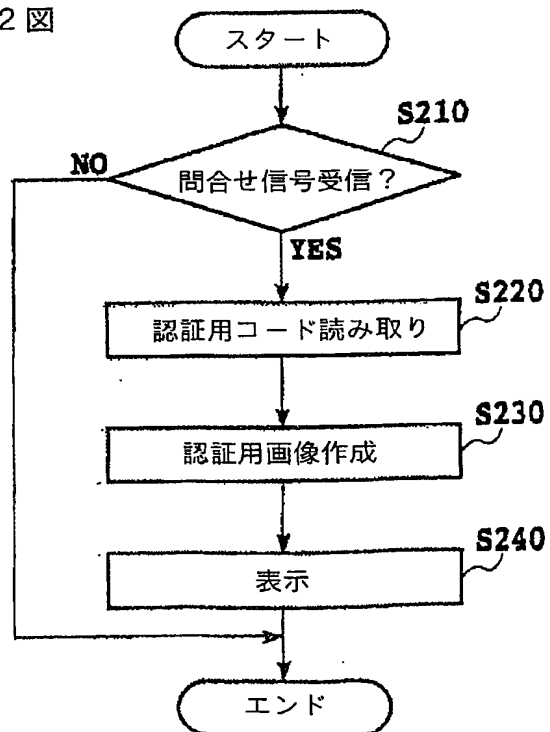 2図
スタート
S210
NO
問合せ信号受信？
YES
S220
認証用コード読み取り
S230
認証用画像作成
S240
表示
エンド